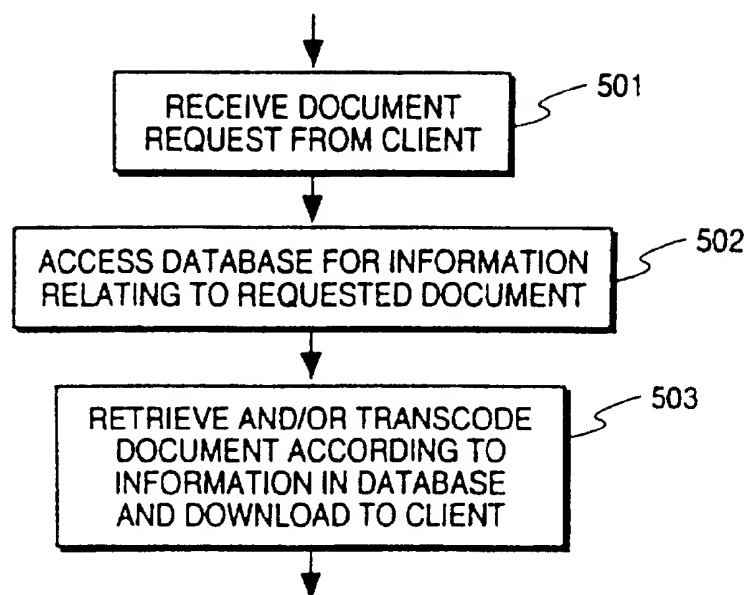 RECEIVE DOCUMENT
REQUEST FROM CLIENT
501
ACCESS DATABASE FOR INFORMATION
RELATING TO REQUESTED DOCUMENT
502
RETRIEVE AND/OR TRANSCODE
DOCUMENT ACCORDING TO
INFORMATION IN DATABASE
AND DOWNLOAD TO CLIENT
503